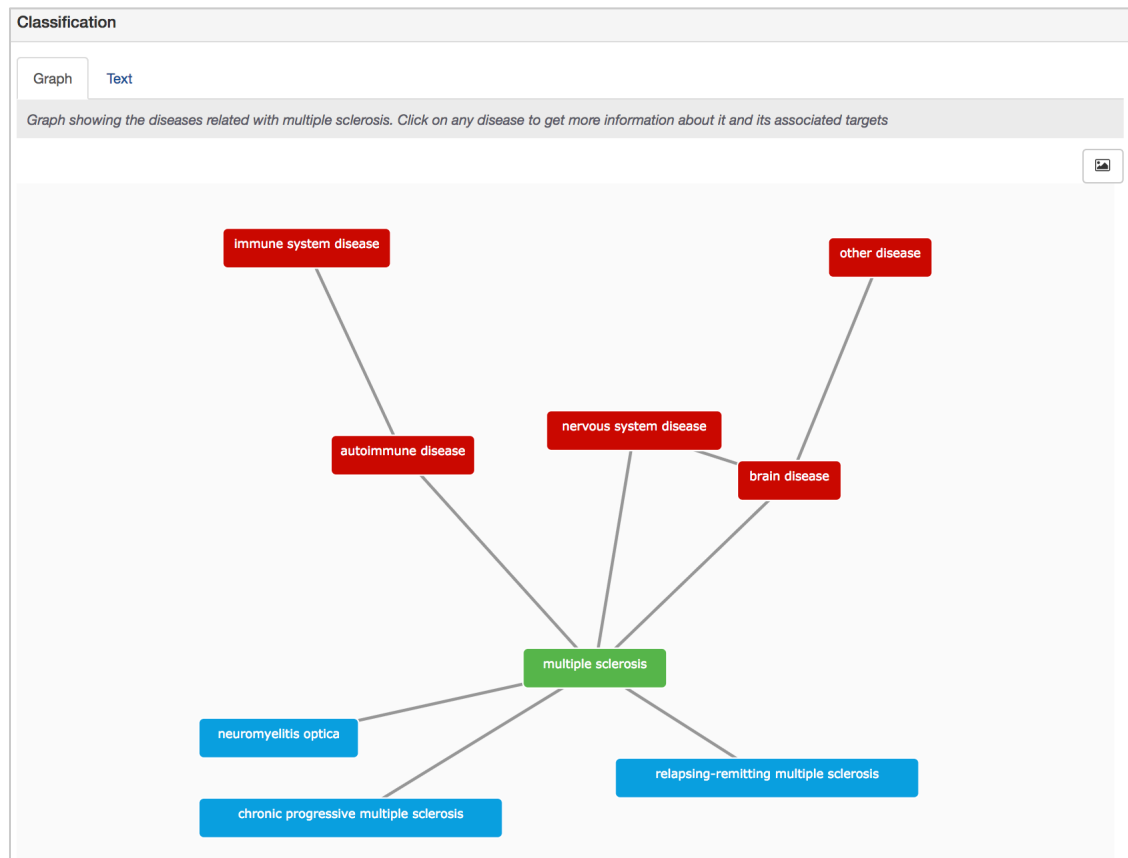 Classification
Graph Text
Graph showing the diseases related with multiple sclerosis. Click on any disease to get more information about it and its associated targets
immune system disease
other disease
nervous system disease
autoimmune disease
brain disease
multiple sclerosis
neuromyelitis optica
relapsing-remitting multiple sclerosis
chronic progressive multiple sclerosis